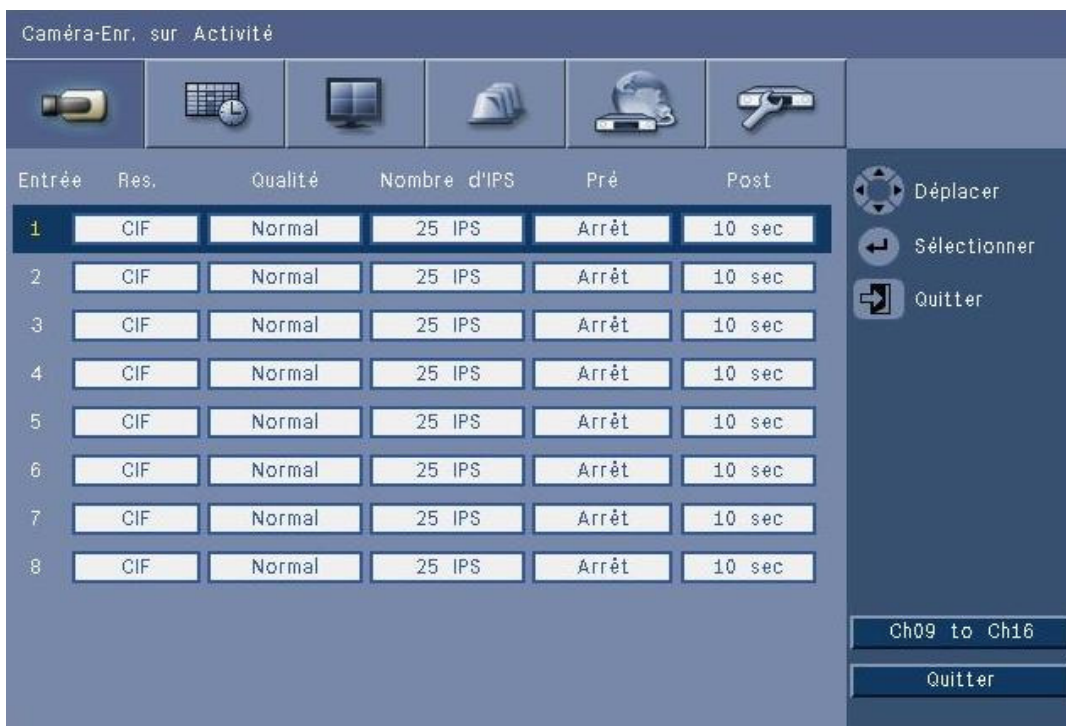 Caméra-Enr. sur Activité
Entrée Res. Qualité Nombre d'IPS Pré Post
1 CIF Normal 25 IPS Arrêt 10 sec
2 CIF Normal 25 IPS Arrêt 10 sec
3 CIF Normal 25 IPS Arrêt 10 sec
4 CIF Normal 25 IPS Arrêt 10 sec
5 CIF Normal 25 IPS Arrêt 10 sec
6 CIF Normal 25 IPS Arrêt 10 sec
7 CIF Normal 25 IPS Arrêt 10 sec
8 CIF Normal 25 IPS Arrêt 10 sec
Déplacer
Sélectionner
Quitter
Ch09 to Ch16
Quitter